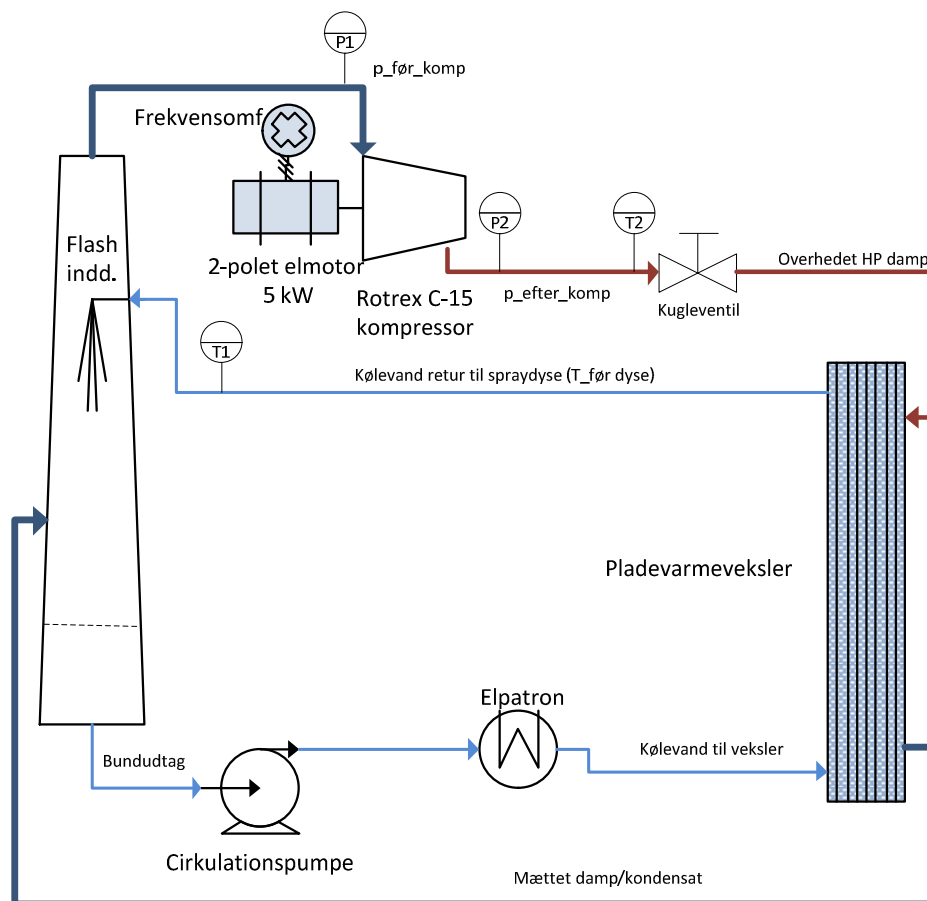 P1
p_før_komp
Frekvensomf
Flash
indd.
P2
T2
2-polet elmotor
5 kW
Rotrex C-15
kompressor
p_efter_komp
Kugleventil
Overhedet HP damp
T1
Kølevand retur til spraydyse (T_før dyse)
Pladevarmeveksler
Elpatron
Bundudtag
Kølevand til veksler
Cirkulationspumpe
Mættet damp/kondensat